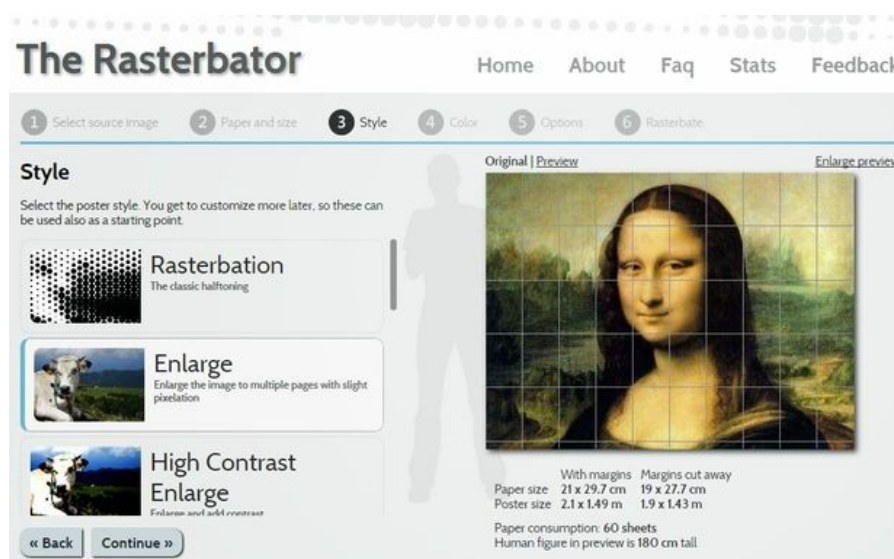 The Rasterbator
Home About Faq Stats Feedback
1 Select source image 2 Paper and size 3 Style 4 Color 5 Options 6 Rasterbate
Style
Select the poster style. You get to customize more later, so these can
be used also as a starting point.
Rasterbation
The classic halftoning
Enlarge
Enlarge the image to multiple pages with slight
pixelation
High Contrast
Enlarge
Enlarge and add contrast
« Back Continue »
Original | Preview Enlarge preview
With margins Margins cut away
Paper size 21 x 29.7 cm 19 x 27.7 cm
Poster size 2.1 x 1.49 m 1.9 x 1.43 m
Paper consumption: 60 sheets
Human figure in preview is 180 cm tall